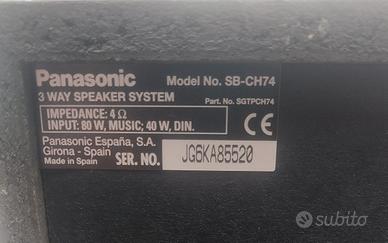 Panasonic Model No. SB-CH74
3 WAY SPEAKER SYSTEM Part. No. SGTPCH74
IMPEDANCE: 4 Ω
INPUT: 80 W, MUSIC; 40 W, DIN.
CE
Panasonic España, S.A.
Girona - Spain
Made in Spain SER. NO. JG6KA85520
subito